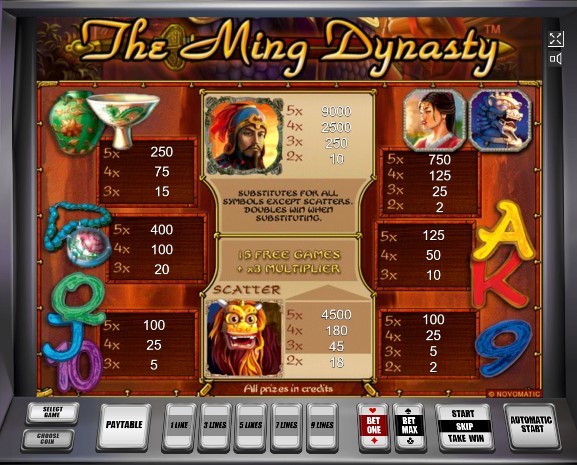 The Ming Dynasty™
5x 250
4x 75
3x 15
5x 9000
4x 2500
3x 250
2x 10
5x 750
4x 125
3x 25
2x 2
SUBSTITUTES FOR ALL
SYMBOLS EXCEPT SCATTERS.
DOUBLES WIN WHEN
SUBSTITUTING.
5x 400
4x 100
3x 20
15 FREE GAMES
+ x3 MULTIPLIER
A
K
5x 125
4x 50
3x 10
SCATTER
Q
J
10
5x 100
4x 25
3x 5
5x 4500
4x 180
3x 45
2x 18
5x 100
4x 25
3x 5
2x 2
9
All prizes in credits
© NOVOMATIC
SELECT
GAME
CHOOSE
COIN
PAYTABLE
1 LINE
3 LINES
5 LINES
7 LINES
9 LINES
BET
ONE
BET
MAX
START
SKIP
TAKE WIN
AUTOMATIC
START